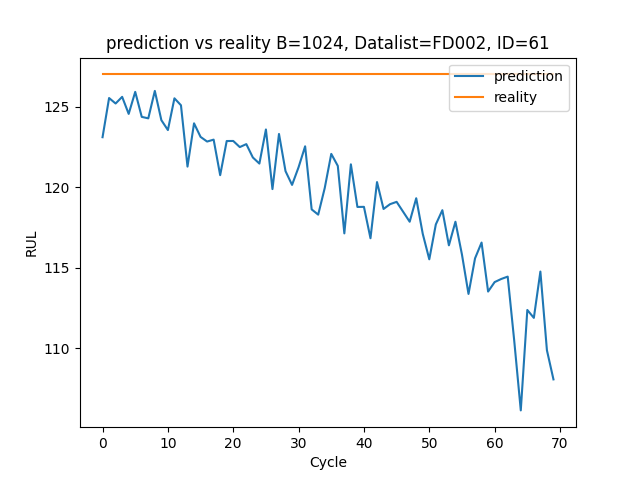 prediction vs reality B=1024, Datalist=FD002, ID=61
prediction
reality
125
120
115
110
RUL
0 10 20 30 40 50 60 70
Cycle